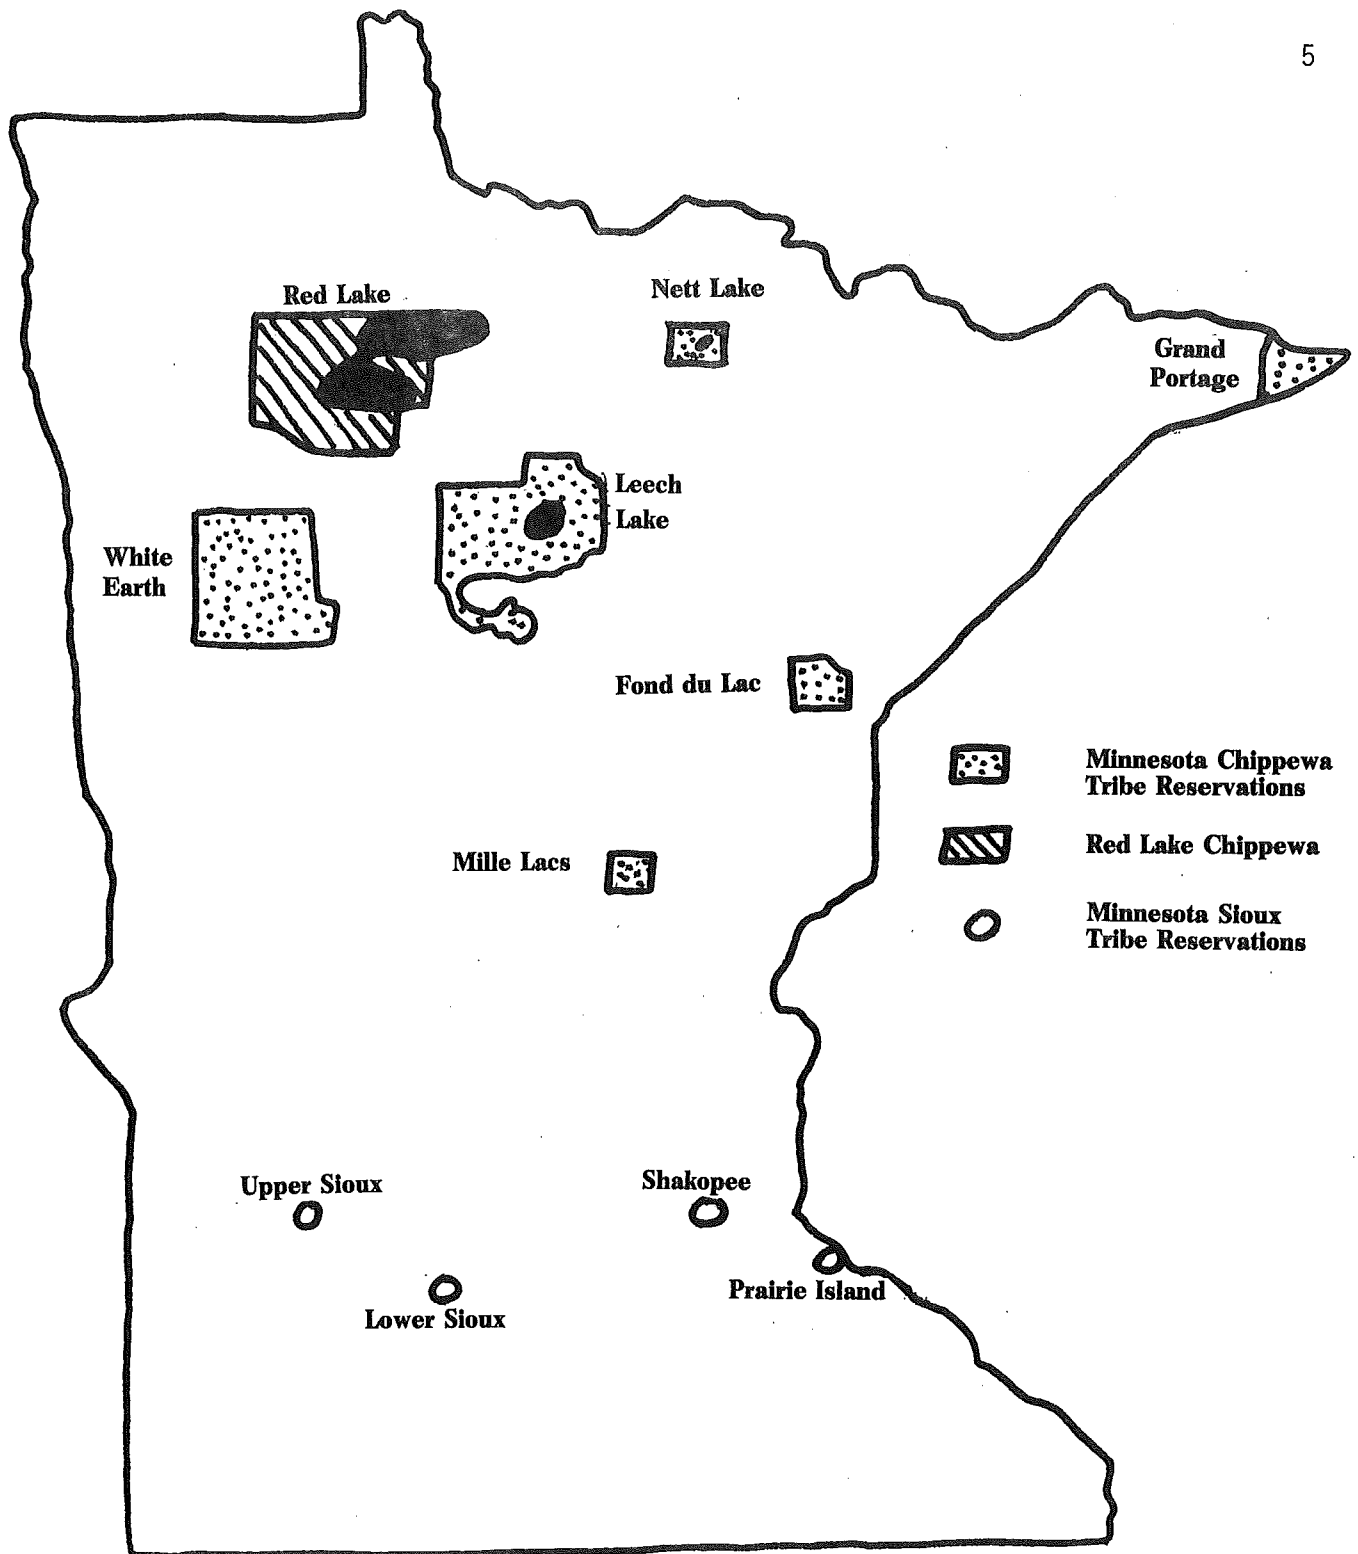 5
Red Lake
Nett Lake
Grand
Portage
Leech
Lake
White
Earth
Fond du Lac
Minnesota Chippewa
Tribe Reservations
Red Lake Chippewa
Mille Lacs
Minnesota Sioux
Tribe Reservations
Upper Sioux
Shakopee
Prairie Island
Lower Sioux